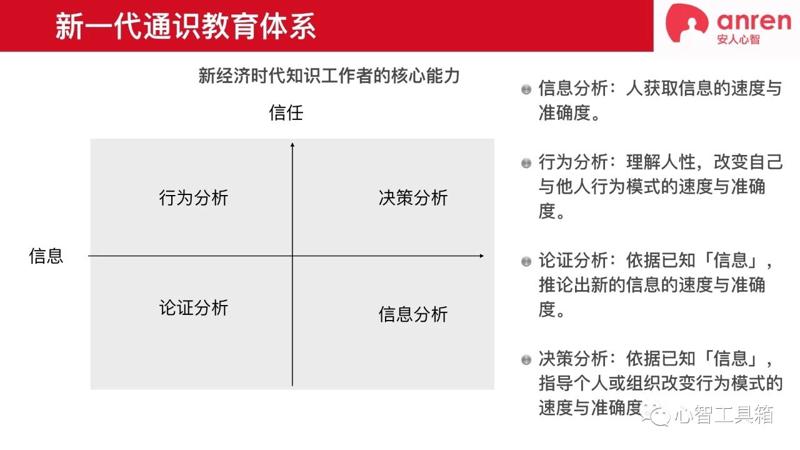 新一代通识教育体系
anren
安人心智
新经济时代知识工作者的核心能力
信任
行为分析
决策分析
信息
论证分析
信息分析
信息分析：人获取信息的速度与
准确度。
行为分析：理解人性，改变自己
与他人行为模式的速度与准确
度。
论证分析：依据已知「信息」，
推论出新的信息的速度与准确
度。
决策分析：依据已知「信息」，
指导个人或组织改变行为模式的
速度与准确度
心智工具箱